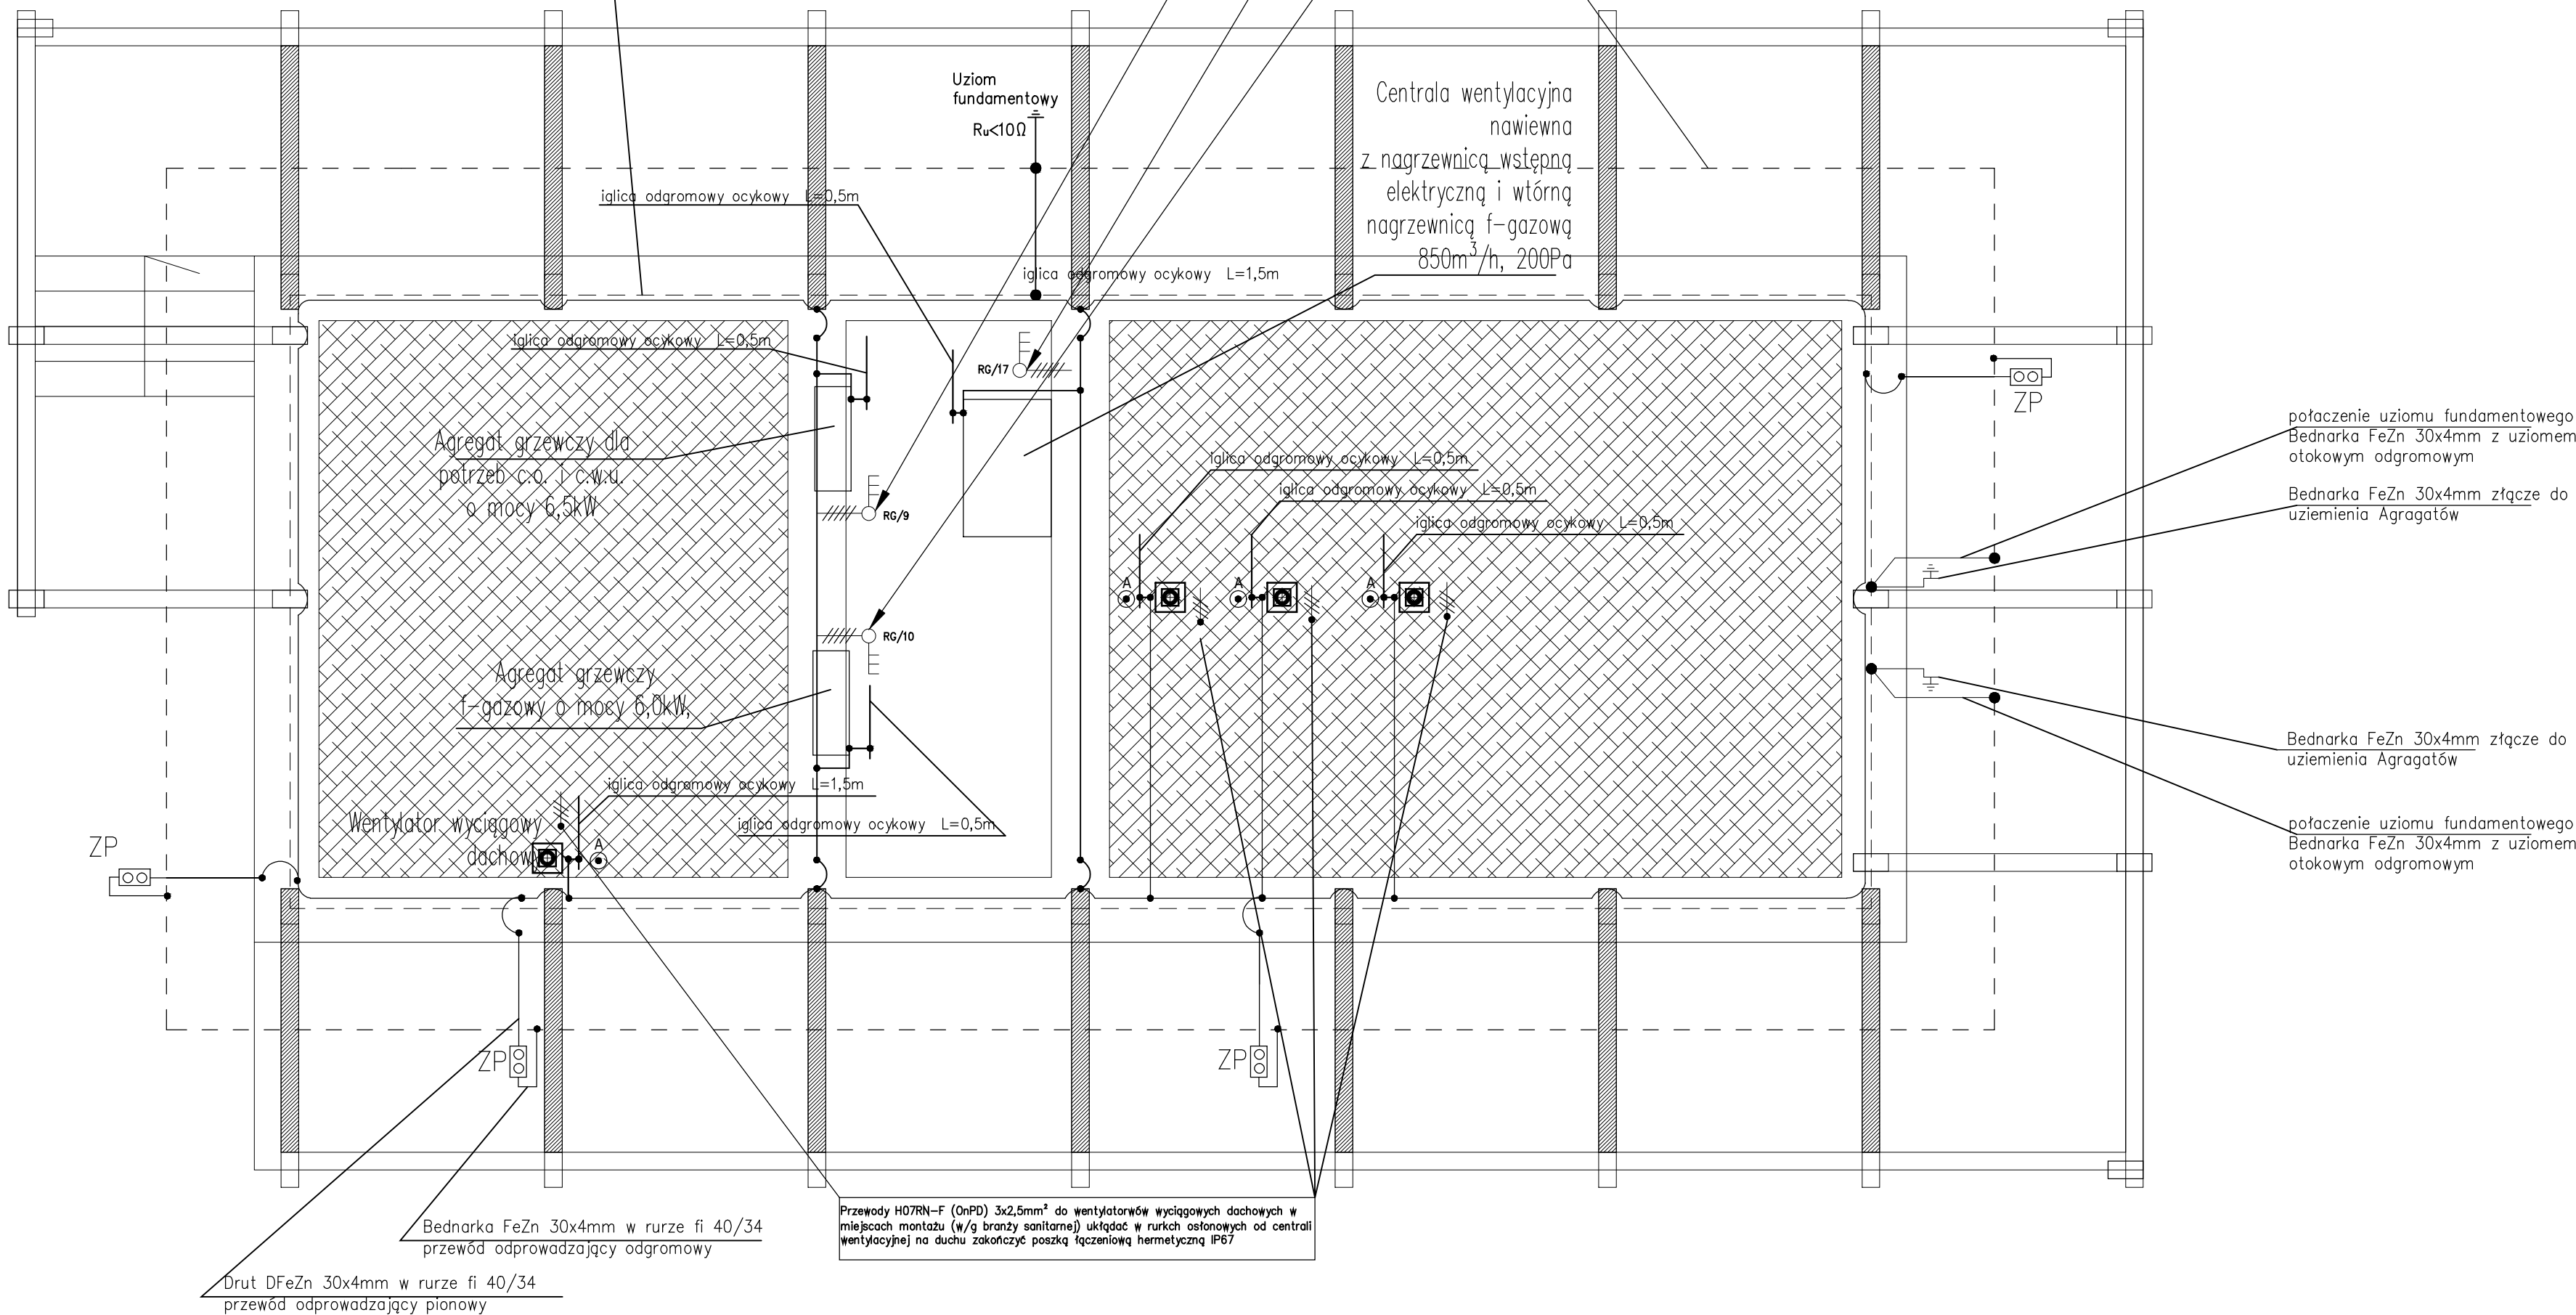 Uziom
fundamentowy
Ru<10Ω
Centrala wentylacyjna
nawiewna
z nagrzewnicą wstępną
elektryczną i wtórną
nagrzewnicą f-gazową
850m³/h, 200Pa
iglica odgromowy ocykowy L=0,5m
iglica odgromowy ocykowy L=1,5m
iglica odgromowy ocykowy L=0,5m
E
RG/17
ZP
Agregat grzewczy dla
potrzeb c.o. i c.w.u.
o mocy 6,5kW
E
RG/9
iglica odgromowy ocykowy L=0,5m
iglica odgromowy ocykowy L=0,5m
iglica odgromowy ocykowy L=0,5m
A
A
A
RG/10
E
Agregat grzewczy
f-gazowy o mocy 6,0kW,
iglica odgromowy ocykowy L=1,5m
iglica odgromowy ocykowy L=0,5m
Wentylator wyciągowy
dachowy
A
ZP
ZP
ZP
połaczenie uziomu fundamentowego
Bednarka FeZn 30x4mm z uziomem
otokowym odgromowym
Bednarka FeZn 30x4mm złącze do
uziemienia Agragatów
Bednarka FeZn 30x4mm złącze do
uziemienia Agragatów
połaczenie uziomu fundamentowego
Bednarka FeZn 30x4mm z uziomem
otokowym odgromowym
Przewody H07RN-F (OnPD) 3x2,5mm² do wentylatorwów wyciągowych dachowych w
miejscach montażu (w/g branży sanitarnej) ukłądać w rurkch osłonowych od centrali
wentylacyjnej na duchu zakończyć poszką łączeniową hermetyczną IP67
Bednarka FeZn 30x4mm w rurze fi 40/34
przewód odprowadzający odgromowy
Drut DFeZn 30x4mm w rurze fi 40/34
przewód odprowadzający pionowy